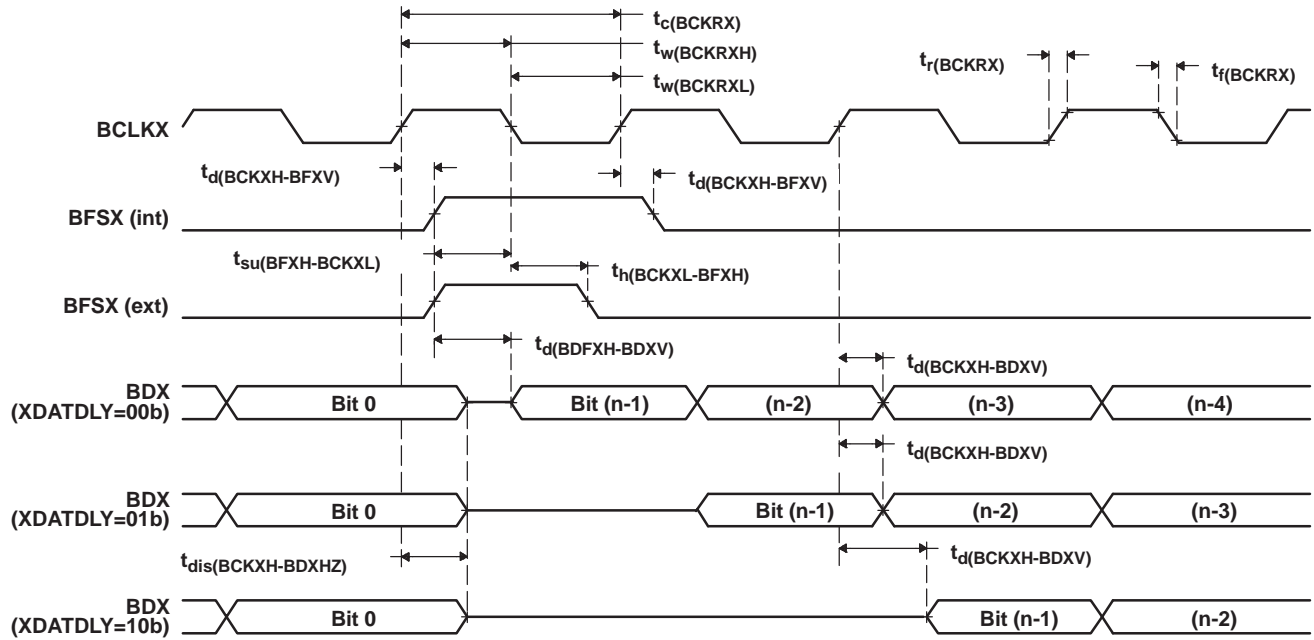 tc(BCKRX)
tw(BCKRXH)
tr(BCKRX)
tf(BCKRX)
tw(BCKRXL)
BCLKX
td(BCKXH-BFXV)
td(BCKXH-BFXV)
BFSX (int)
tsu(BFXH-BCKXL)
th(BCKXL-BFXH)
BFSX (ext)
td(BDFXH-BDXV)
td(BCKXH-BDXV)
BDX
(XDATDLY=00b)
Bit 0
Bit (n-1)
(n-2)
(n-3)
(n-4)
td(BCKXH-BDXV)
BDX
(XDATDLY=01b)
Bit 0
Bit (n-1)
(n-2)
(n-3)
tdis(BCKXH-BDXHZ)
td(BCKXH-BDXV)
BDX
(XDATDLY=10b)
Bit 0
Bit (n-1)
(n-2)